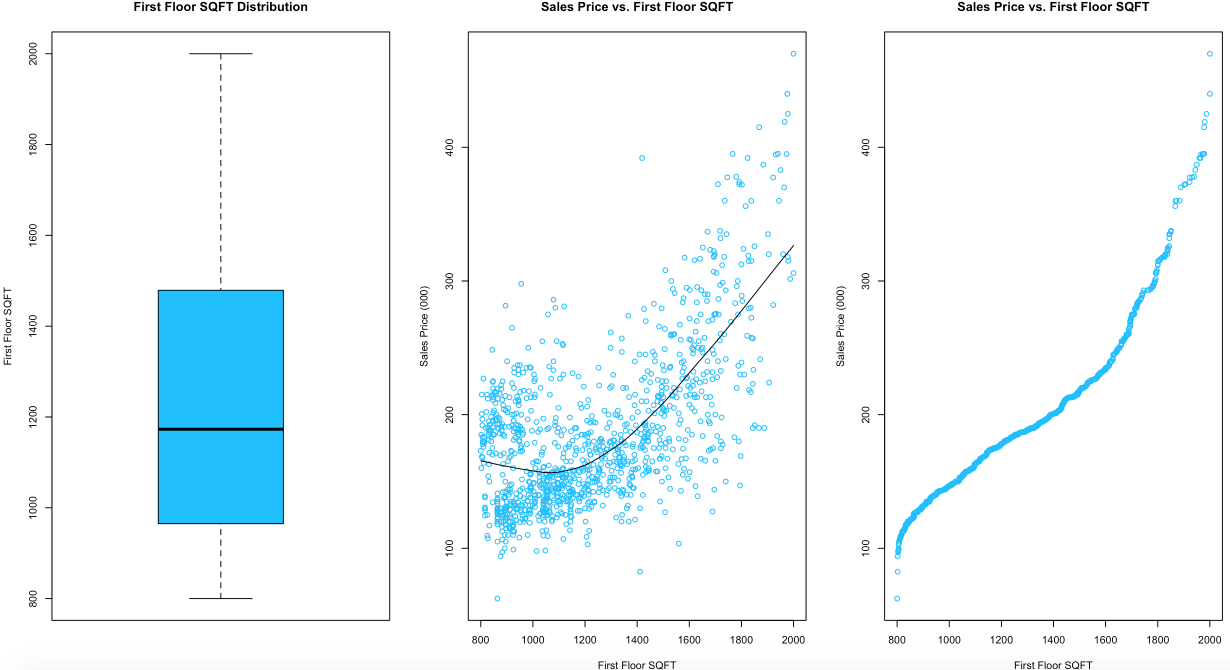 First Floor SQFT Distribution
First Floor SQFT
2000
1800
1600
1400
1200
1000
800
Sales Price vs. First Floor SQFT
Sales Price (000)
400
300
200
100
800 1000 1200 1400 1600 1800 2000
First Floor SQFT
Sales Price vs. First Floor SQFT
Sales Price (000)
400
300
200
100
800 1000 1200 1400 1600 1800 2000
First Floor SQFT